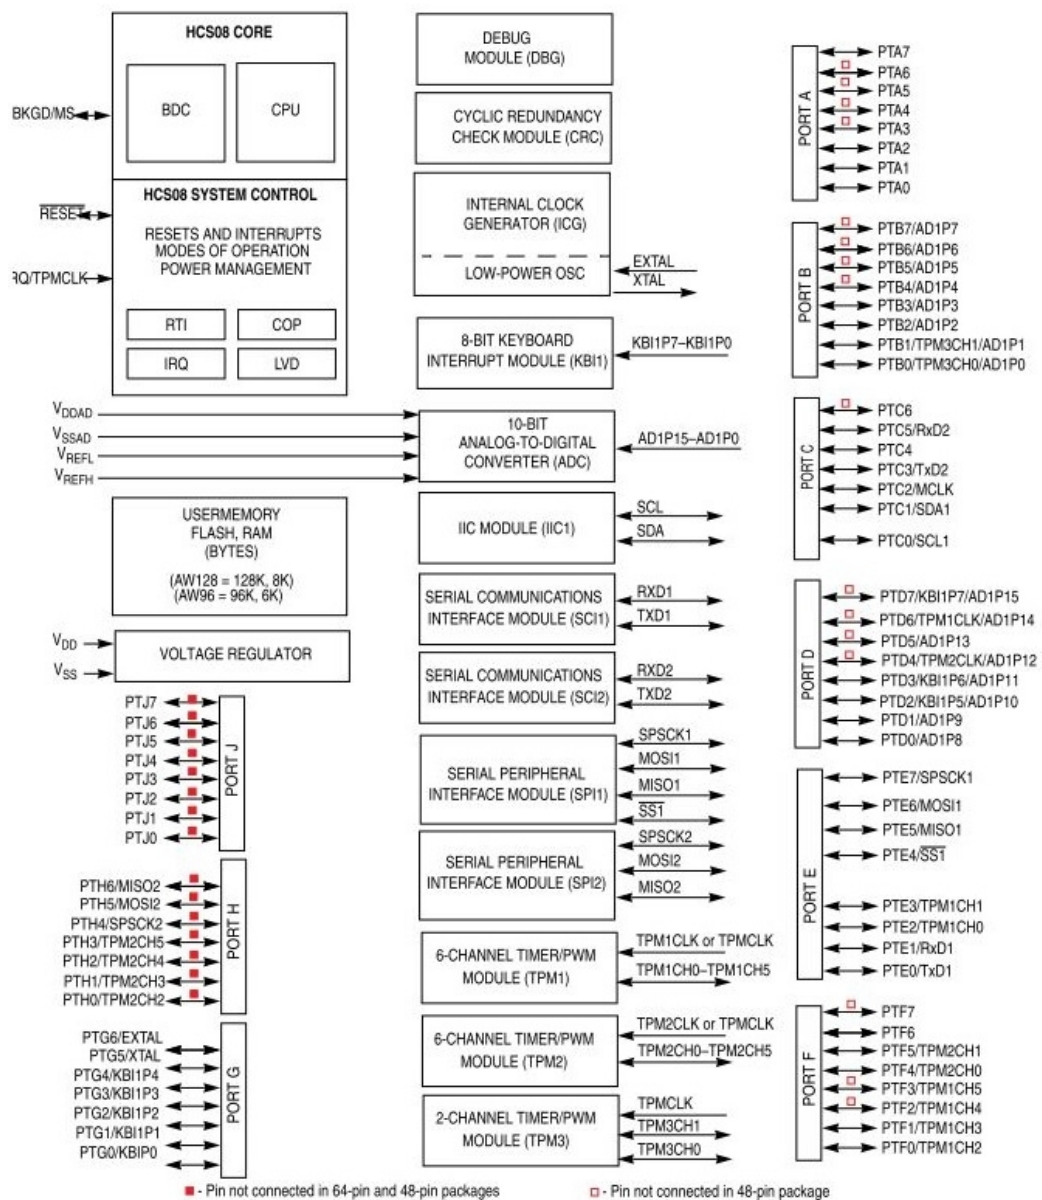 HCS08 CORE
BDC
CPU
BKGD/MS
HCS08 SYSTEM CONTROL
RESET
RESETS AND INTERRUPTS
MODES OF OPERATION
POWER MANAGEMENT
RQ/TPMCLK
RTI
COP
IRQ
LVD
VDDAD
VSSAD
VREFL
VREFH
USERMEMORY
FLASH, RAM
(BYTES)
(AW128 = 128K, 8K)
(AW96 = 96K, 6K)
VDD
VSS
VOLTAGE REGULATOR
PTJ7
PTJ6
PTJ5
PTJ4
PTJ3
PTJ2
PTJ1
PTJ0
PORT J
PTH6/MISO2
PTH5/MOSI2
PTH4/SPSCK2
PTH3/TPM2CH5
PTH2/TPM2CH4
PTH1/TPM2CH3
PTH0/TPM2CH2
PORT H
PTG6/EXTAL
PTG5/XTAL
PTG4/KBI1P4
PTG3/KBI1P3
PTG2/KBI1P2
PTG1/KBI1P1
PTG0/KBIP0
PORT G
DEBUG
MODULE (DBG)
CYCLIC REDUNDANCY
CHECK MODULE (CRC)
INTERNAL CLOCK
GENERATOR (ICG)
LOW-POWER OSC
EXTAL
XTAL
8-BIT KEYBOARD
INTERRUPT MODULE (KBI1)
KBI1P7–KBI1P0
10-BIT
ANALOG-TO-DIGITAL
CONVERTER (ADC)
AD1P15–AD1P0
IIC MODULE (IIC1)
SCL
SDA
SERIAL COMMUNICATIONS
INTERFACE MODULE (SCI1)
RXD1
TXD1
SERIAL COMMUNICATIONS
INTERFACE MODULE (SCI2)
RXD2
TXD2
SERIAL PERIPHERAL
INTERFACE MODULE (SPI1)
SPSCK1
MOSI1
MISO1
SS1
SERIAL PERIPHERAL
INTERFACE MODULE (SPI2)
SPSCK2
MOSI2
MISO2
6-CHANNEL TIMER/PWM
MODULE (TPM1)
TPM1CLK or TPMCLK
TPM1CH0–TPM1CH5
6-CHANNEL TIMER/PWM
MODULE (TPM2)
TPM2CLK or TPMCLK
TPM2CH0–TPM2CH5
2-CHANNEL TIMER/PWM
MODULE (TPM3)
TPMCLK
TPM3CH1
TPM3CH0
PORT A
PTA7
PTA6
PTA5
PTA4
PTA3
PTA2
PTA1
PTA0
PORT B
PTB7/AD1P7
PTB6/AD1P6
PTB5/AD1P5
PTB4/AD1P4
PTB3/AD1P3
PTB2/AD1P2
PTB1/TPM3CH1/AD1P1
PTB0/TPM3CH0/AD1P0
PORT C
PTC6
PTC5/RxD2
PTC4
PTC3/TxD2
PTC2/MCLK
PTC1/SDA1
PTC0/SCL1
PORT D
PTD7/KBI1P7/AD1P15
PTD6/TPM1CLK/AD1P14
PTD5/AD1P13
PTD4/TPM2CLK/AD1P12
PTD3/KBI1P6/AD1P11
PTD2/KBI1P5/AD1P10
PTD1/AD1P9
PTD0/AD1P8
PORT E
PTE7/SPSCK1
PTE6/MOSI1
PTE5/MISO1
PTE4/SS1
PTE3/TPM1CH1
PTE2/TPM1CH0
PTE1/RxD1
PTE0/TxD1
PORT F
PTF7
PTF6
PTF5/TPM2CH1
PTF4/TPM2CH0
PTF3/TPM1CH5
PTF2/TPM1CH4
PTF1/TPM1CH3
PTF0/TPM1CH2
- Pin not connected in 64-pin and 48-pin packages
- Pin not connected in 48-pin package